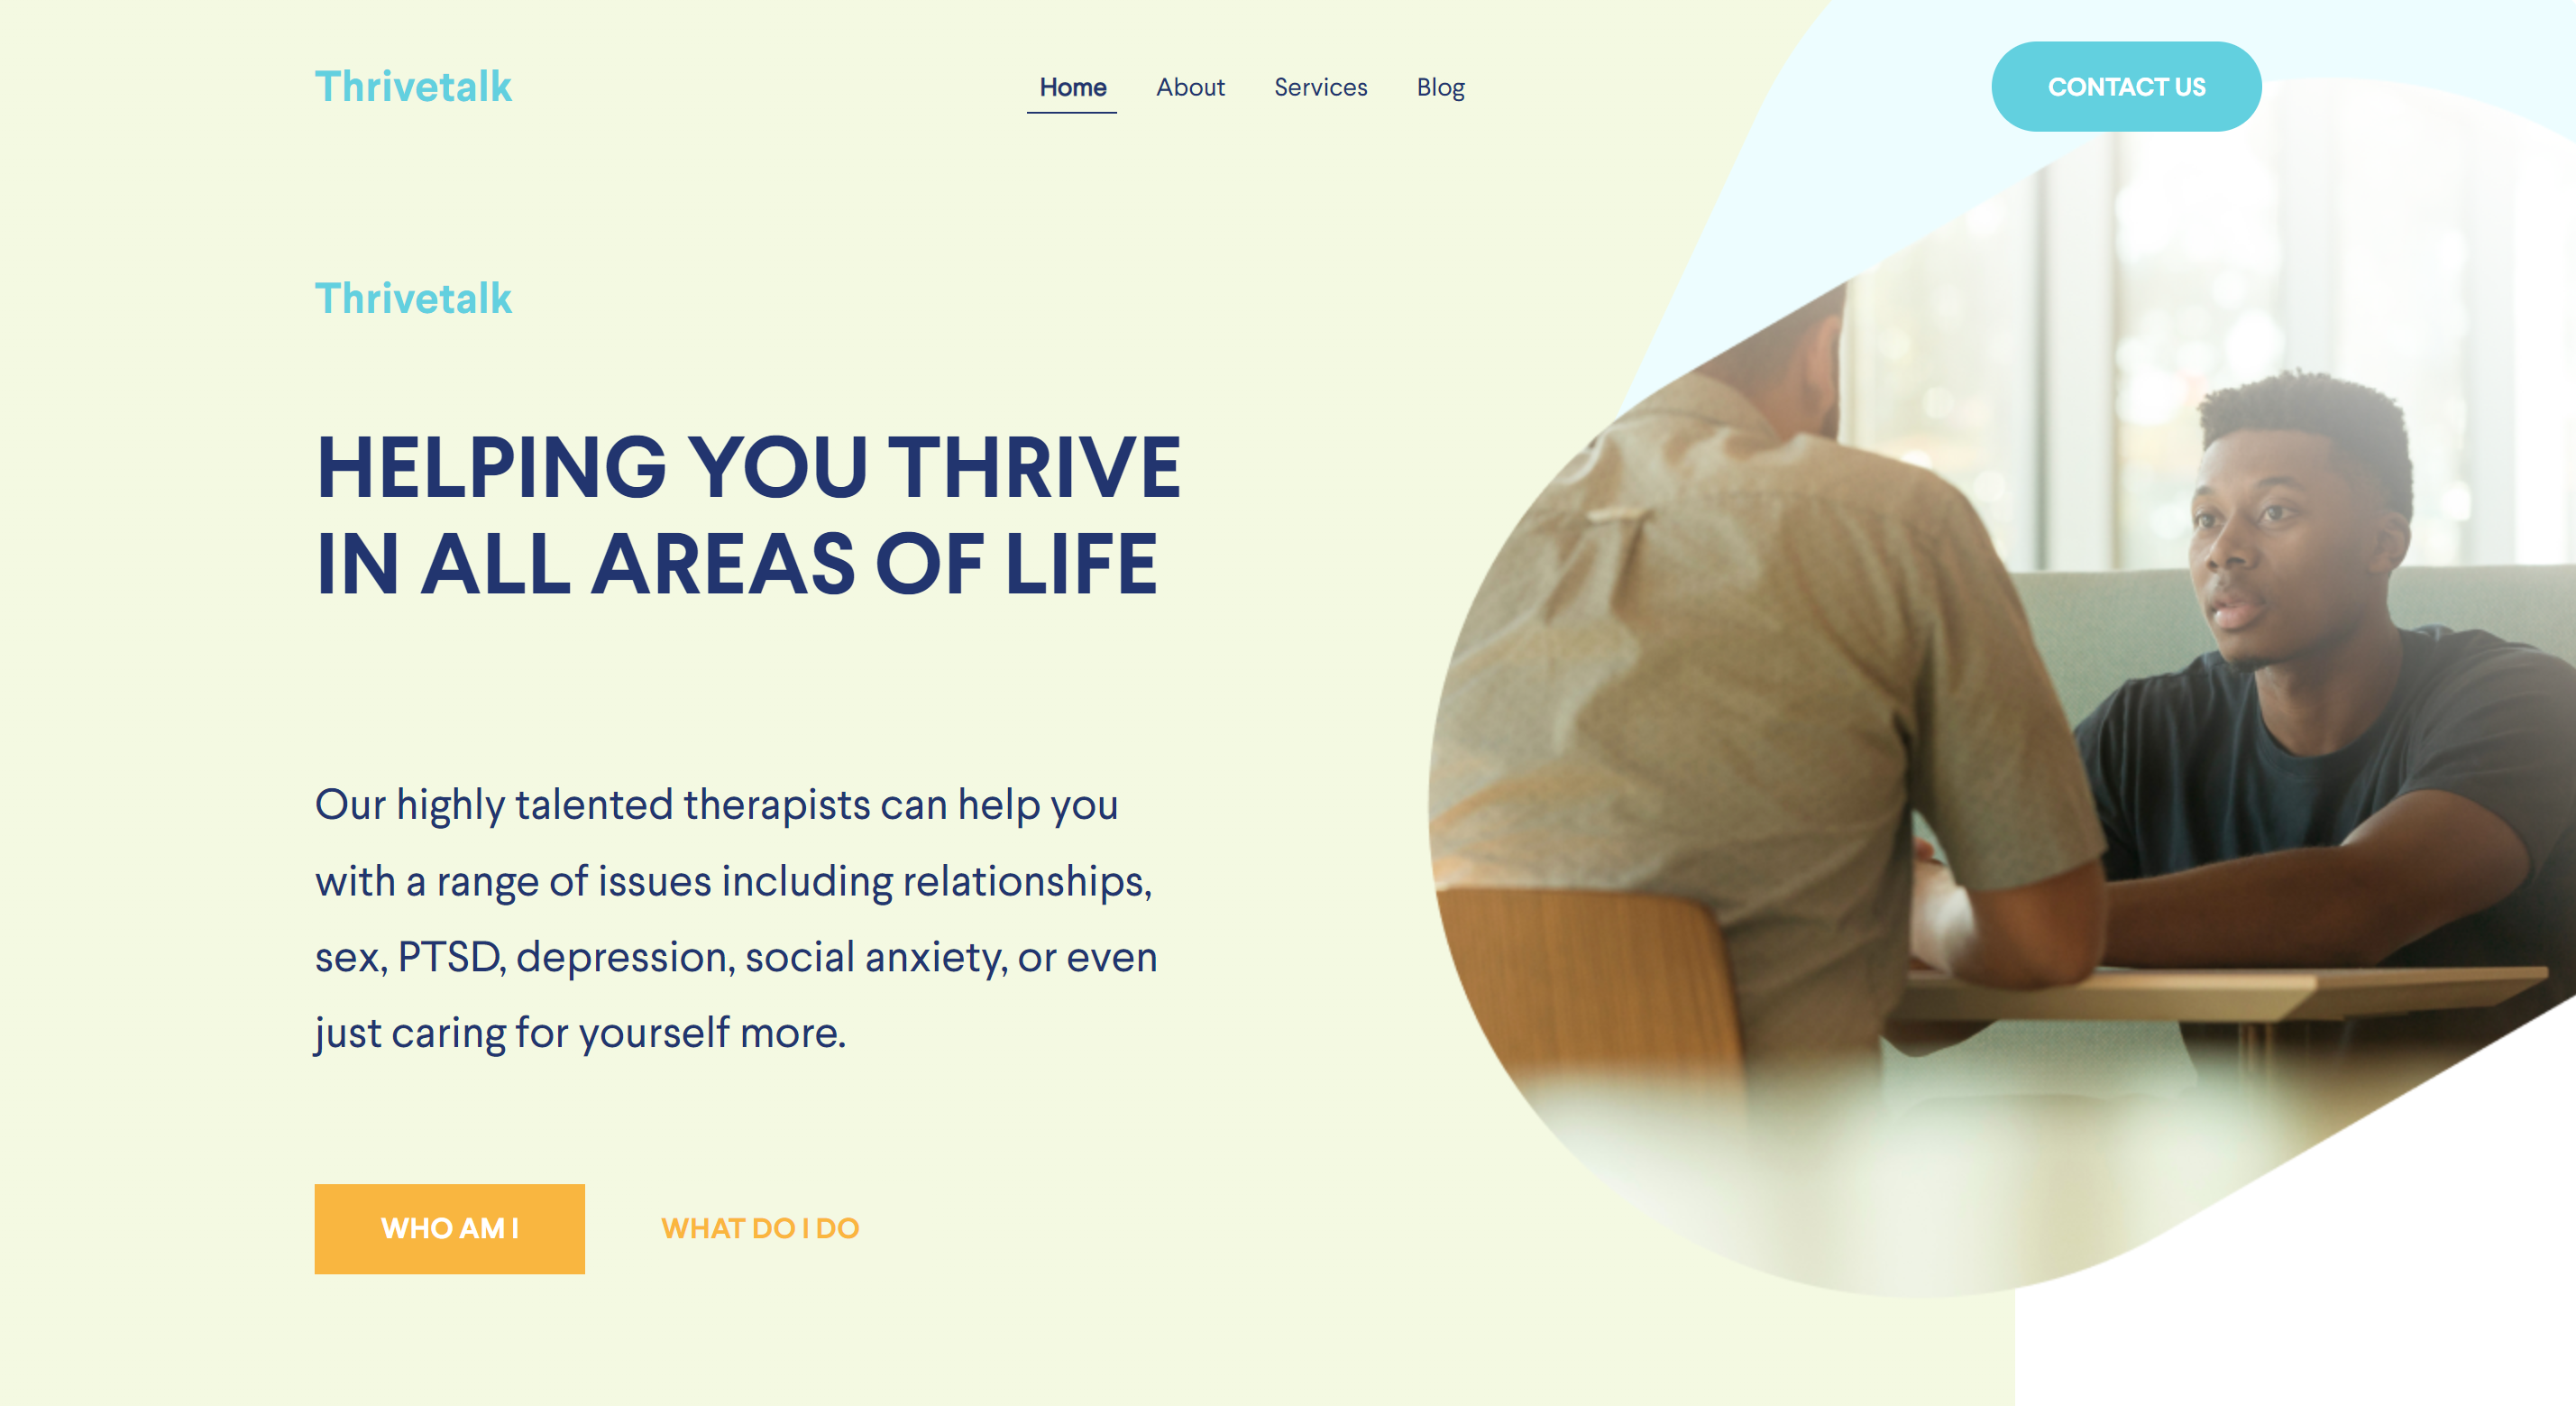 Thrivetalk
Home About Services Blog
CONTACT US
Thrivetalk
HELPING YOU THRIVE
IN ALL AREAS OF LIFE
Our highly talented therapists can help you
with a range of issues including relationships,
sex, PTSD, depression, social anxiety, or even
just caring for yourself more.
WHO AM I
WHAT DO I DO